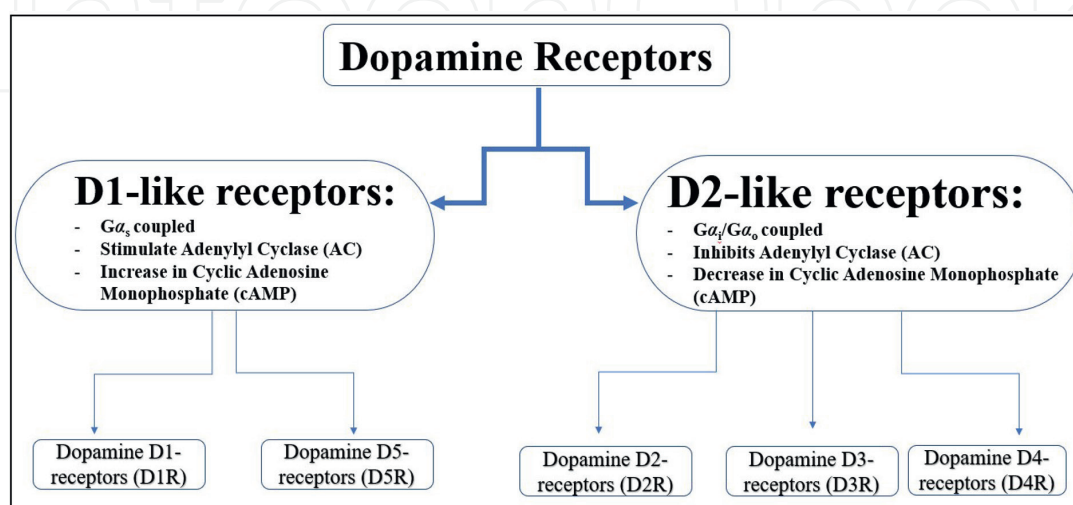 Dopamine Receptors
D1-like receptors:
- Gαs coupled
- Stimulate Adenylyl Cyclase (AC)
- Increase in Cyclic Adenosine
Monophosphate (cAMP)
D2-like receptors:
- Gαi/Gαo coupled
- Inhibits Adenylyl Cyclase (AC)
- Decrease in Cyclic Adenosine Monophosphate
(cAMP)
Dopamine D1-
receptors (D1R)
Dopamine D5-
receptors (D5R)
Dopamine D2-
receptors (D2R)
Dopamine D3-
receptors (D3R)
Dopamine D4-
receptors (D4R)